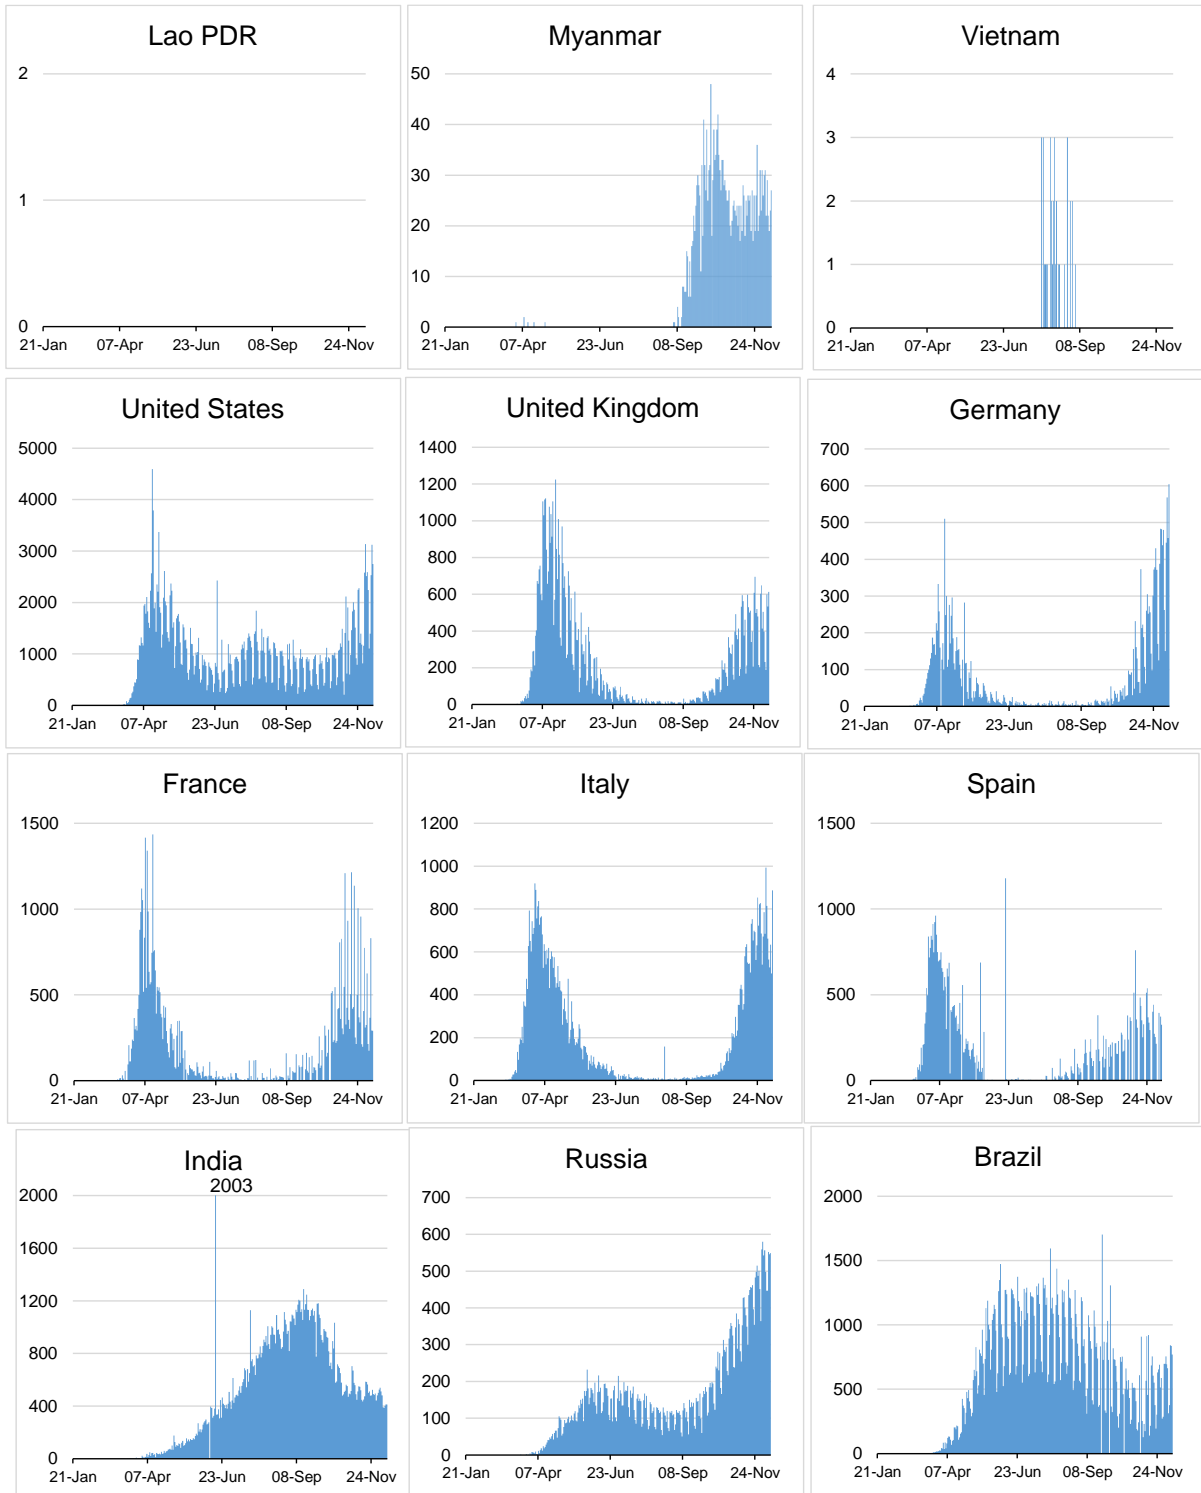 Lao PDR
2
1
0
21-Jan 07-Apr 23-Jun 08-Sep 24-Nov
Myanmar
50
40
30
20
10
0
21-Jan 07-Apr 23-Jun 08-Sep 24-Nov
Vietnam
4
3
2
1
0
21-Jan 07-Apr 23-Jun 08-Sep 24-Nov
United States
5000
4000
3000
2000
1000
0
21-Jan 07-Apr 23-Jun 08-Sep 24-Nov
United Kingdom
1400
1200
1000
800
600
400
200
0
21-Jan 07-Apr 23-Jun 08-Sep 24-Nov
Germany
700
600
500
400
300
200
100
0
21-Jan 07-Apr 23-Jun 08-Sep 24-Nov
France
1500
1000
500
0
21-Jan 07-Apr 23-Jun 08-Sep 24-Nov
Italy
1200
1000
800
600
400
200
0
21-Jan 07-Apr 23-Jun 08-Sep 24-Nov
Spain
1500
1000
500
0
21-Jan 07-Apr 23-Jun 08-Sep 24-Nov
India
2003
2000
1600
1200
800
400
0
21-Jan 07-Apr 23-Jun 08-Sep 24-Nov
Russia
700
600
500
400
300
200
100
0
21-Jan 07-Apr 23-Jun 08-Sep 24-Nov
Brazil
2000
1500
1000
500
0
21-Jan 07-Apr 23-Jun 08-Sep 24-Nov